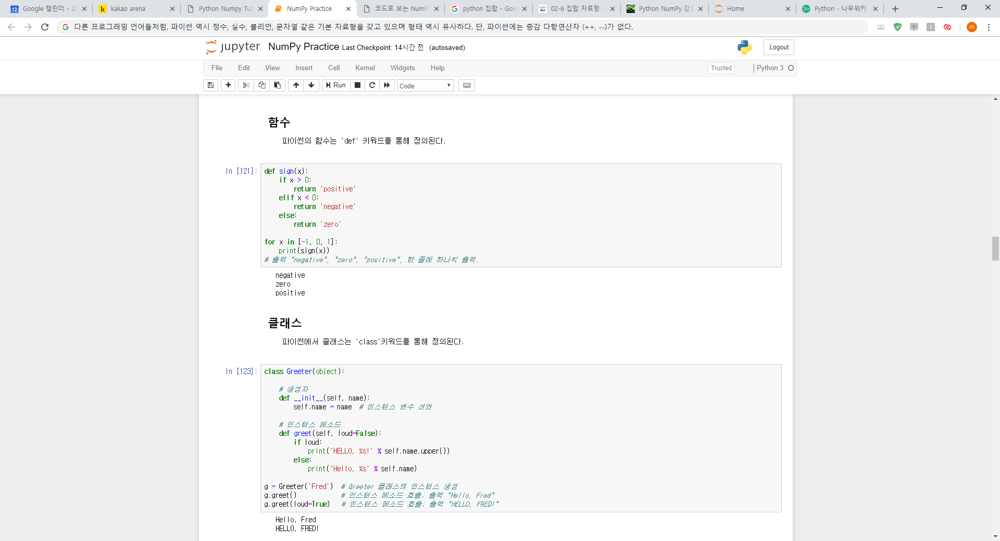 Google 캘린더 - 20
kakao arena
Python Numpy Tut
NumPy Practice
코드로 보는 NumP
python 집합 - Goo
02-6 집합 자료형 -
Python NumPy 강
Home
Python - 나무위키
다른 프로그래밍 언어들처럼, 파이썬 역시 정수, 실수, 불리언, 문자열 같은 기본 자료형을 갖고 있으며 형태 역시 유사하다. 단, 파이썬에는 증감 다항연산자 (++, --)가 없다.
jupyter NumPy Practice Last Checkpoint: 14시간 전 (autosaved)
Logout
File Edit View Insert Cell Kernel Widgets Help
Trusted
Python 3
Run
Code
함수
파이썬의 함수는 'def' 키워드를 통해 정의된다.
In [121]:
def sign(x):
    if x > 0:
        return 'positive'
    elif x < 0:
        return 'negative'
    else:
        return 'zero'
for x in [-1, 0, 1]:
    print(sign(x))
# 출력 "negative", "zero", "positive", 한 줄에 하나씩 출력.
negative
zero
positive
클래스
파이썬에서 클래스는 'class'키워드를 통해 정의된다.
In [123]:
class Greeter(object):
    # 생성자
    def __init__(self, name):
        self.name = name  # 인스턴스 변수 선언
    # 인스턴스 메소드
    def greet(self, loud=False):
        if loud:
            print('HELLO, %s!' % self.name.upper())
        else:
            print('Hello, %s' % self.name)
g = Greeter('Fred')  # Greeter 클래스의 인스턴스 생성
g.greet()            # 인스턴스 메소드 호출; 출력 "Hello, Fred"
g.greet(loud=True)   # 인스턴스 메소드 호출; 출력 "HELLO, FRED!"
Hello, Fred
HELLO, FRED!